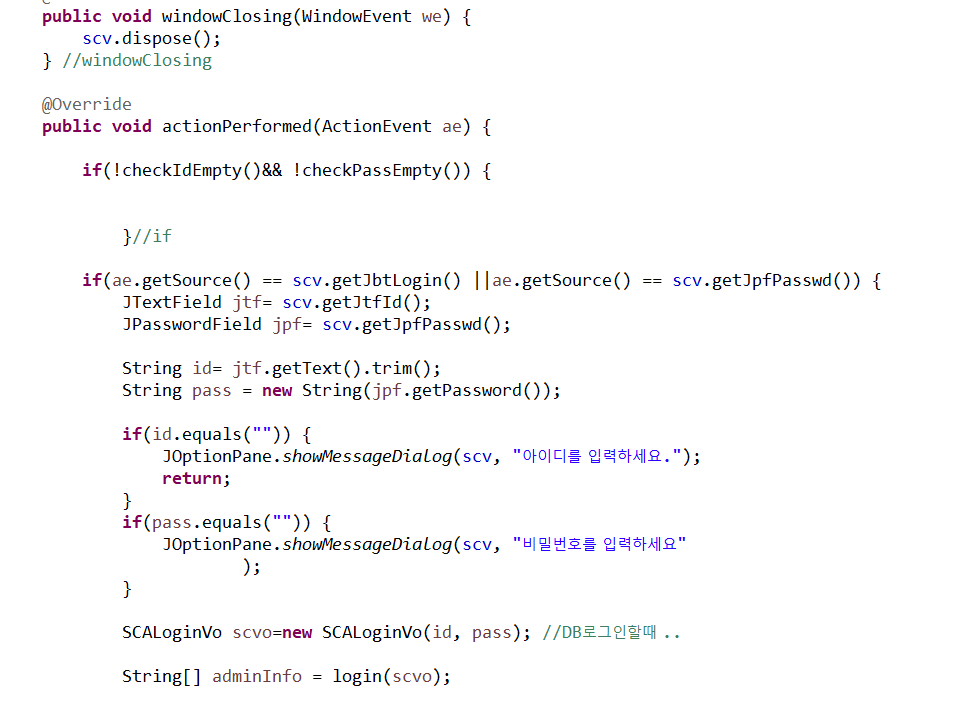 public void windowClosing(WindowEvent we) {
scv.dispose();
} //windowClosing
@Override
public void actionPerformed(ActionEvent ae) {
if(!checkIdEmpty()&& !checkPassEmpty()) {
}//if
if(ae.getSource() == scv.getJbtLogin() ||ae.getSource() == scv.getJpfPasswd()) {
JTextField jtf= scv.getJtfId();
JPasswordField jpf= scv.getJpfPasswd();
String id= jtf.getText().trim();
String pass = new String(jpf.getPassword());
if(id.equals("")) {
JOptionPane.showMessageDialog(scv, "아이디를 입력하세요.");
return;
}
if(pass.equals("")) {
JOptionPane.showMessageDialog(scv, "비밀번호를 입력하세요"
);
}
SCALoginVo scvo=new SCALoginVo(id, pass); //DB로그인할때 ..
String[] adminInfo = login(scvo);